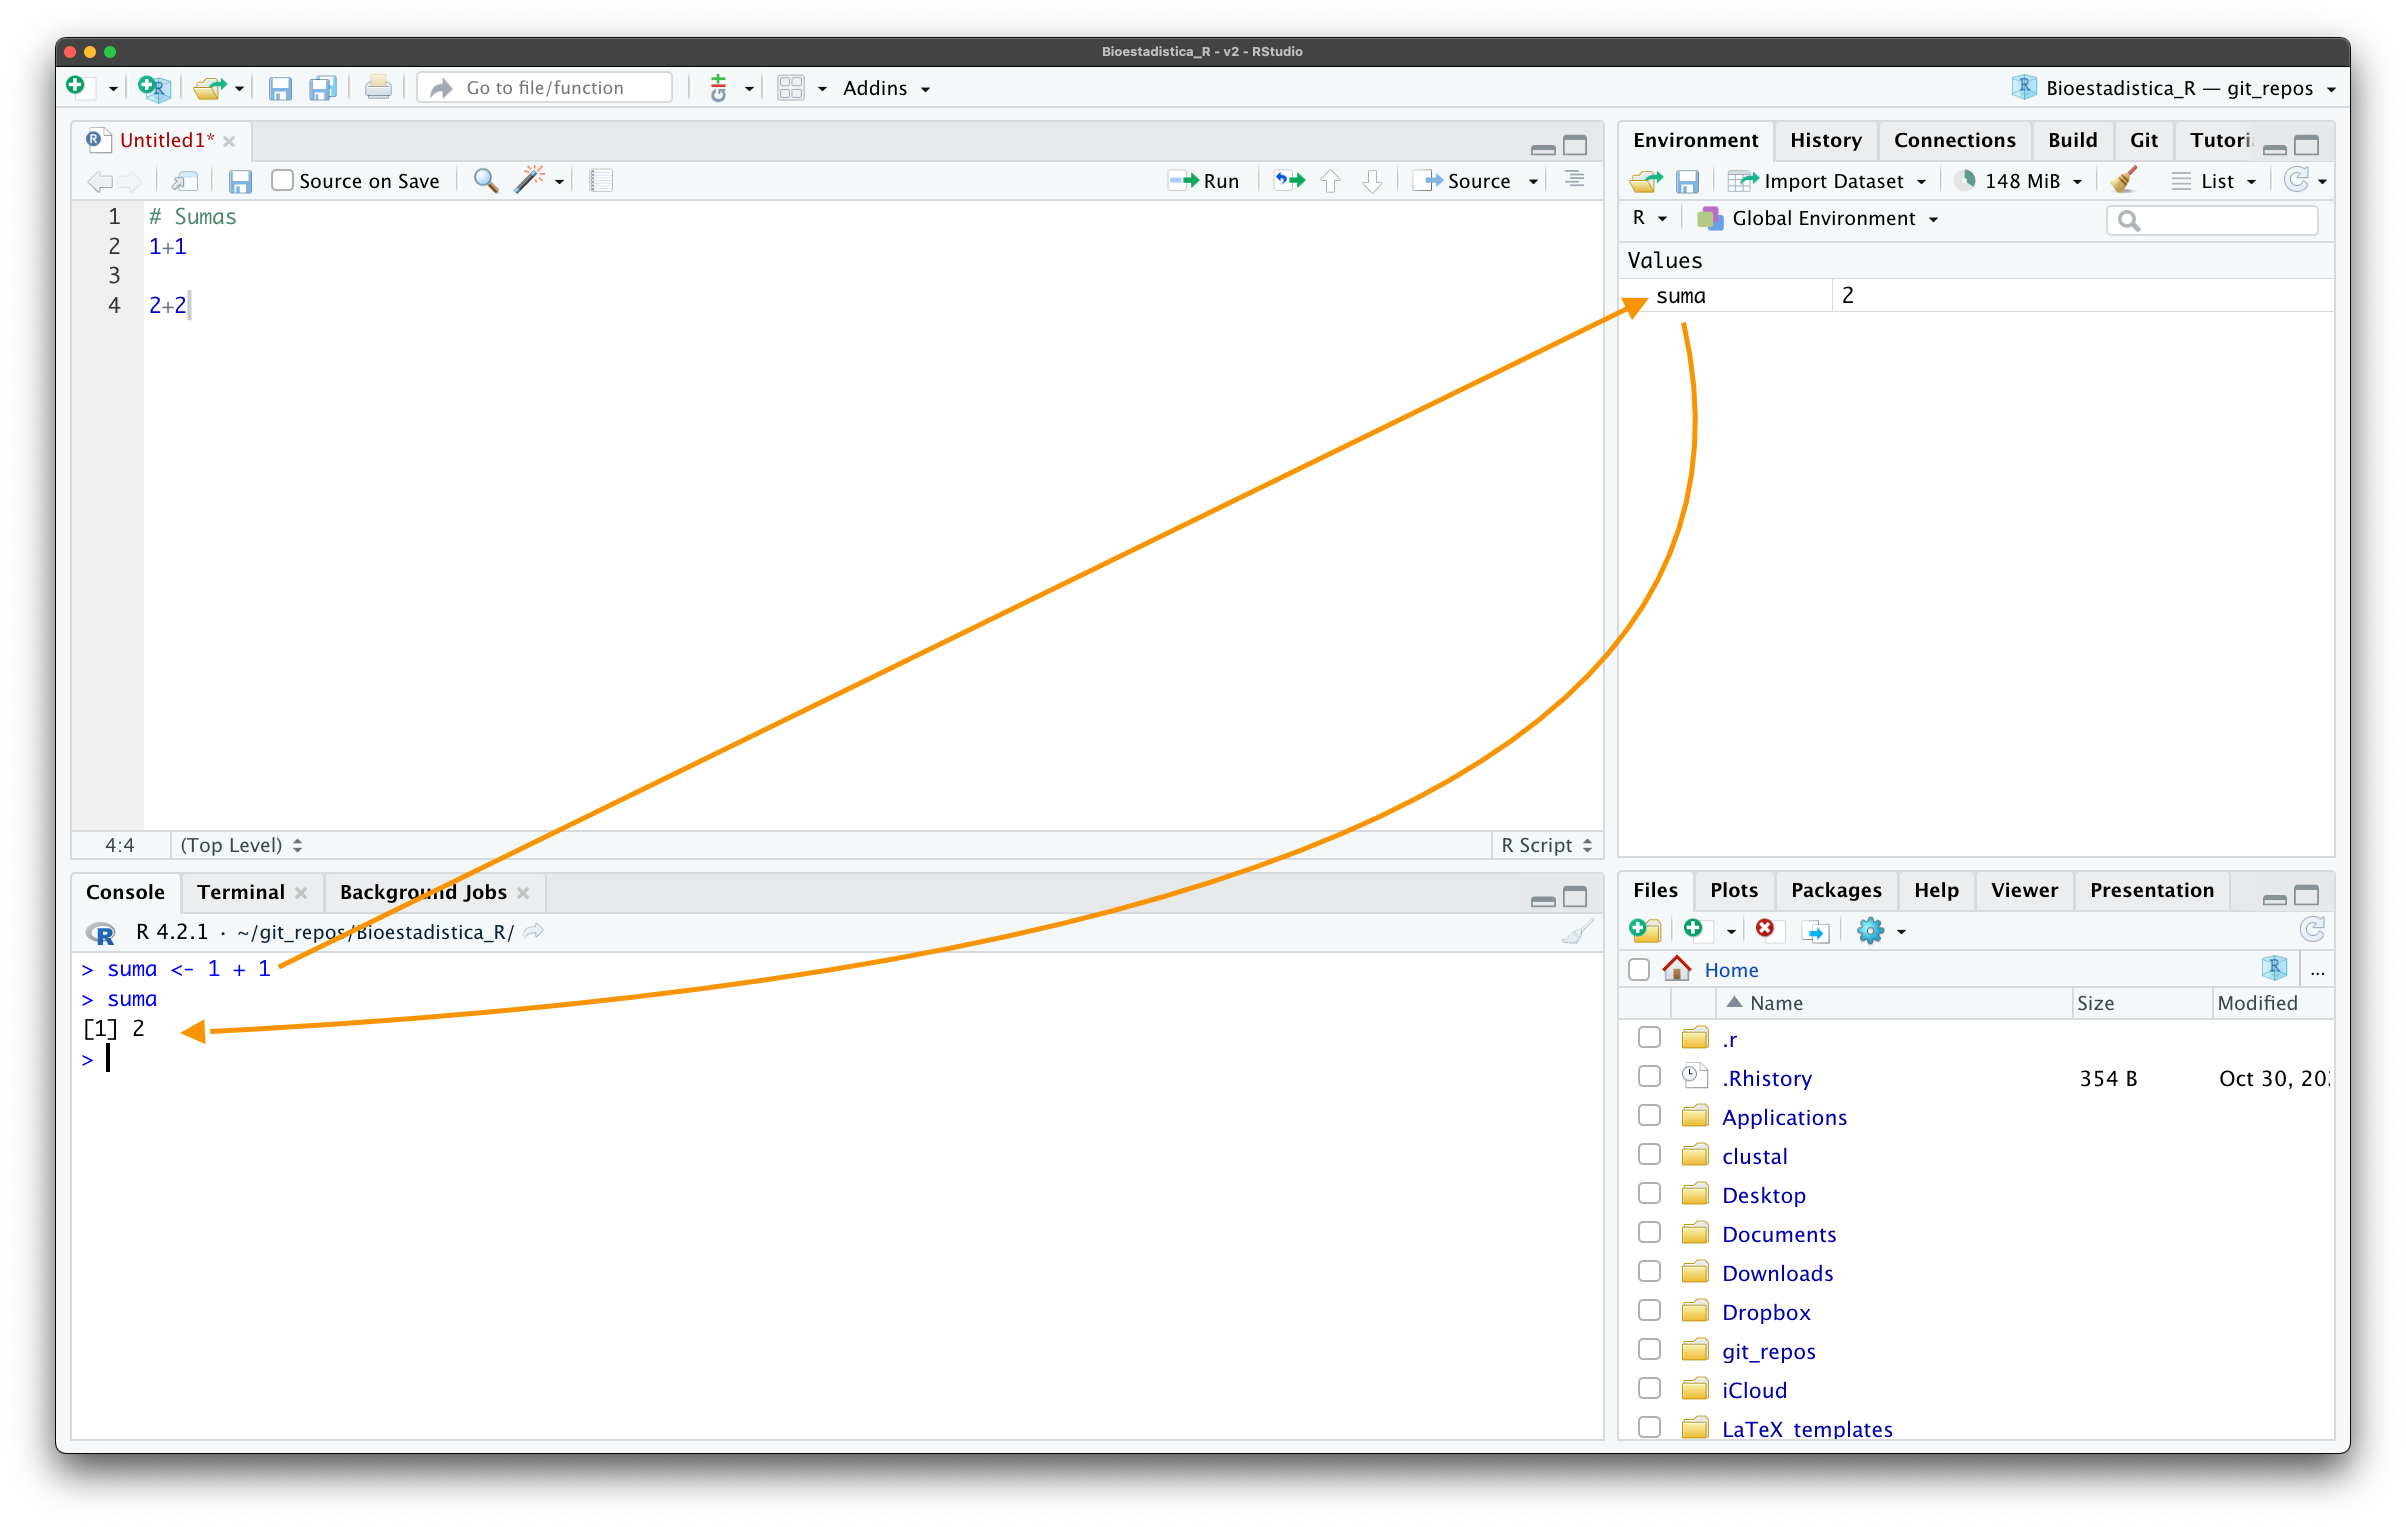 Bioestadistica_R - v2 - RStudio
Go to file/function
git
Addins
Bioestadistica_R — git_repos
Untitled1*
Source on Save
Run
Source
1 # Sumas
2 1+1
3
4 2+2
4:4 (Top Level) R Script
Console Terminal Background Jobs
R 4.2.1 · ~/git_repos/Bioestadistica_R/
> suma <- 1 + 1
> suma
[1] 2
>
Environment History Connections Build Git Tutori
Import Dataset 148 MiB List
R Global Environment
Values
suma 2
Files Plots Packages Help Viewer Presentation
Home ...
Name Size Modified
.r
.Rhistory 354 B Oct 30, 20
Applications
clustal
Desktop
Documents
Downloads
Dropbox
git_repos
iCloud
LaTeX_templates